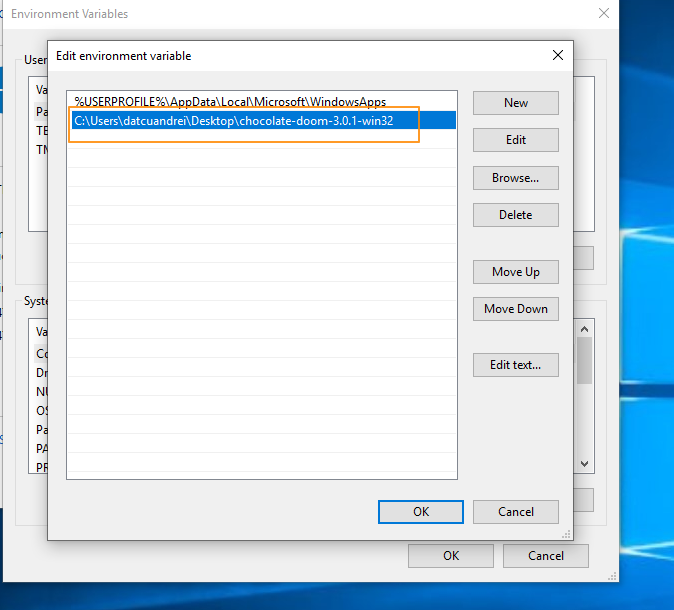 Environment Variables
Edit environment variable
%USERPROFILE%\AppData\Local\Microsoft\WindowsApps
C:\Users\datcuandrei\Desktop\chocolate-doom-3.0.1-win32
New
Edit
Browse...
Delete
Move Up
Move Down
Edit text...
OK
Cancel
User
Va
Pa
TE
TM
Syste
Va
Co
Dr
NU
OS
Pa
PA
PR
OK
Cancel